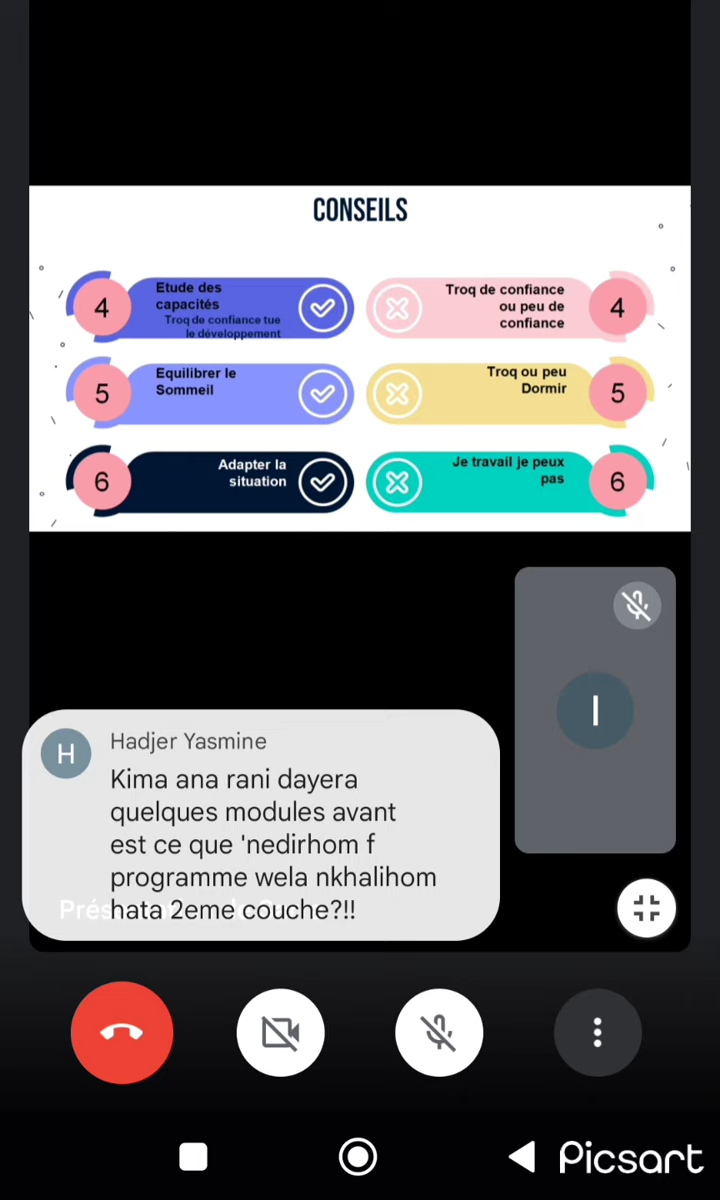 CONSEILS
4
Etude des
capacités
Troq de confiance tue
le développement
Troq de confiance
ou peu de
confiance
4
5
Equilibrer le
Sommeil
Troq ou peu
Dormir
5
6
Adapter la
situation
Je travail je peux
pas
6
I
H
Hadjer Yasmine
Kima ana rani dayera
quelques modules avant
est ce que 'nedirhom f
programme wela nkhalihom
hata 2eme couche?!!
Picsart